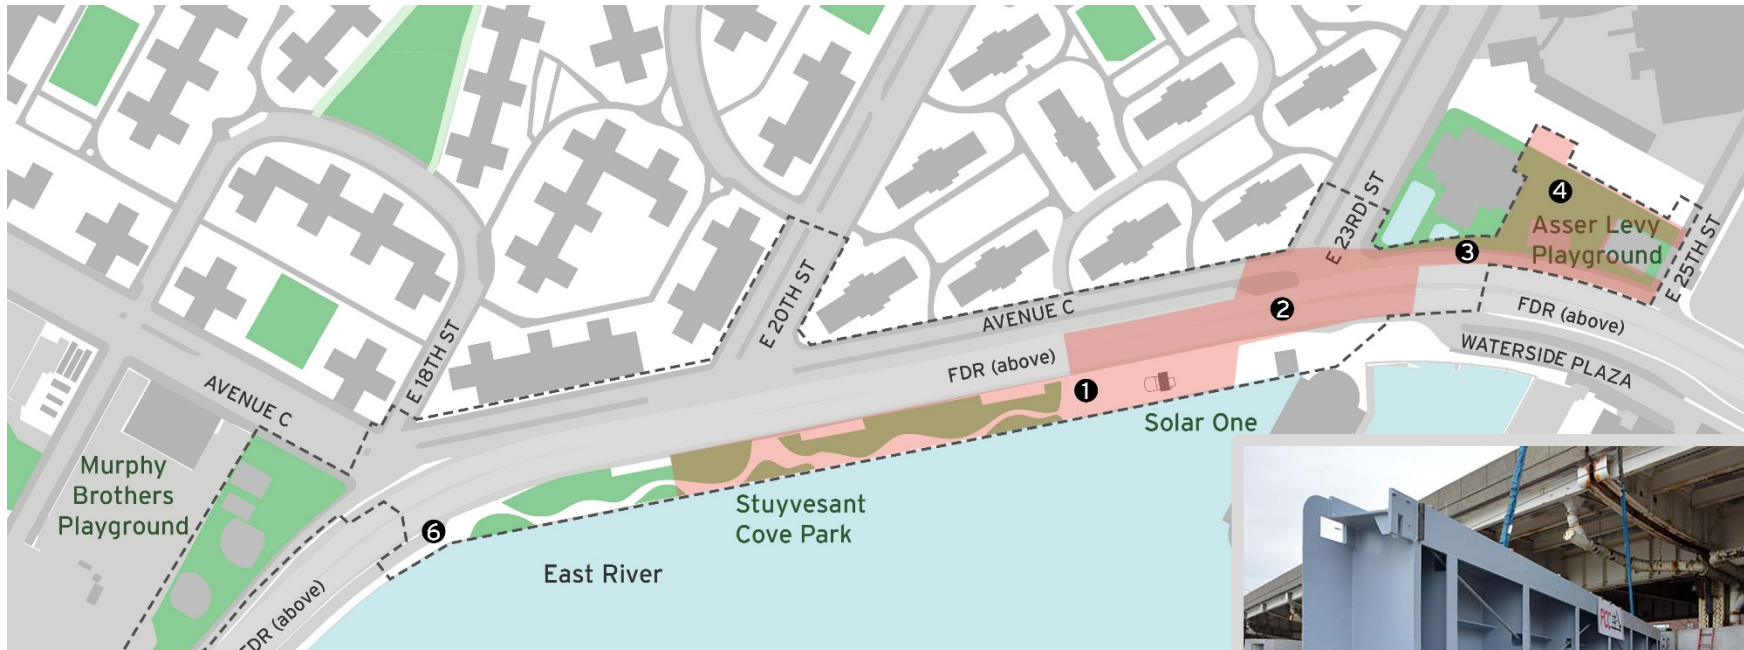 E 23RD ST
4
Asser Levy
Playground
3
E 25TH ST
E 20TH ST
AVENUE C
2
FDR (above)
WATERSIDE PLAZA
E 18TH ST
FDR (above)
1
AVENUE C
Solar One
Murphy
Brothers
Playground
Stuyvesant
Cove Park
6
East River
FDR (above)